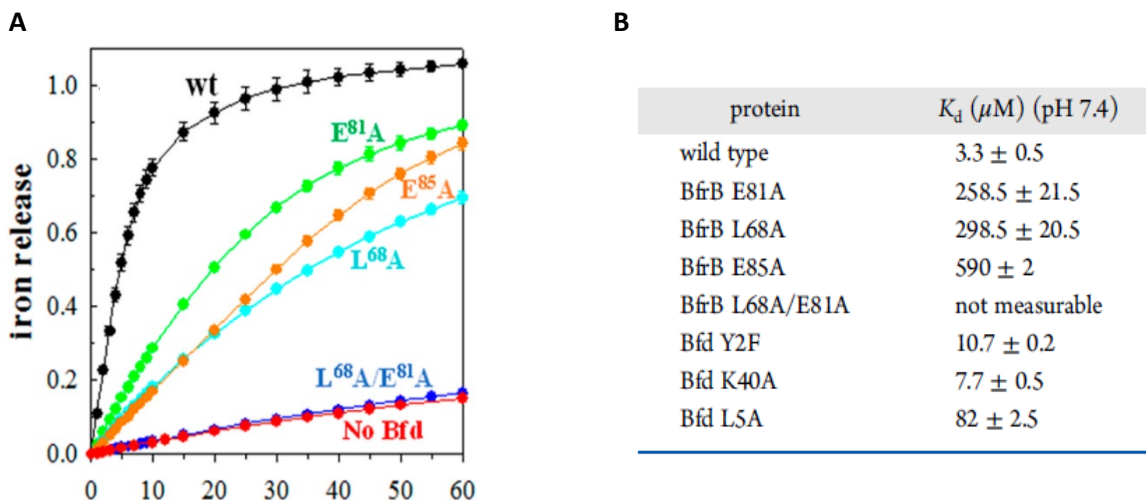 A
B
iron release
1.0
0.8
0.6
0.4
0.2
0.0
0 10 20 30 40 50 60
wt
E⁸¹A
E⁸⁵A
L⁶⁸A
L⁶⁸A/E⁸¹A
No Bfd
protein K_d (μM) (pH 7.4)
wild type 3.3 ± 0.5
BfrB E81A 258.5 ± 21.5
BfrB L68A 298.5 ± 20.5
BfrB E85A 590 ± 2
BfrB L68A/E81A not measurable
Bfd Y2F 10.7 ± 0.2
Bfd K40A 7.7 ± 0.5
Bfd L5A 82 ± 2.5